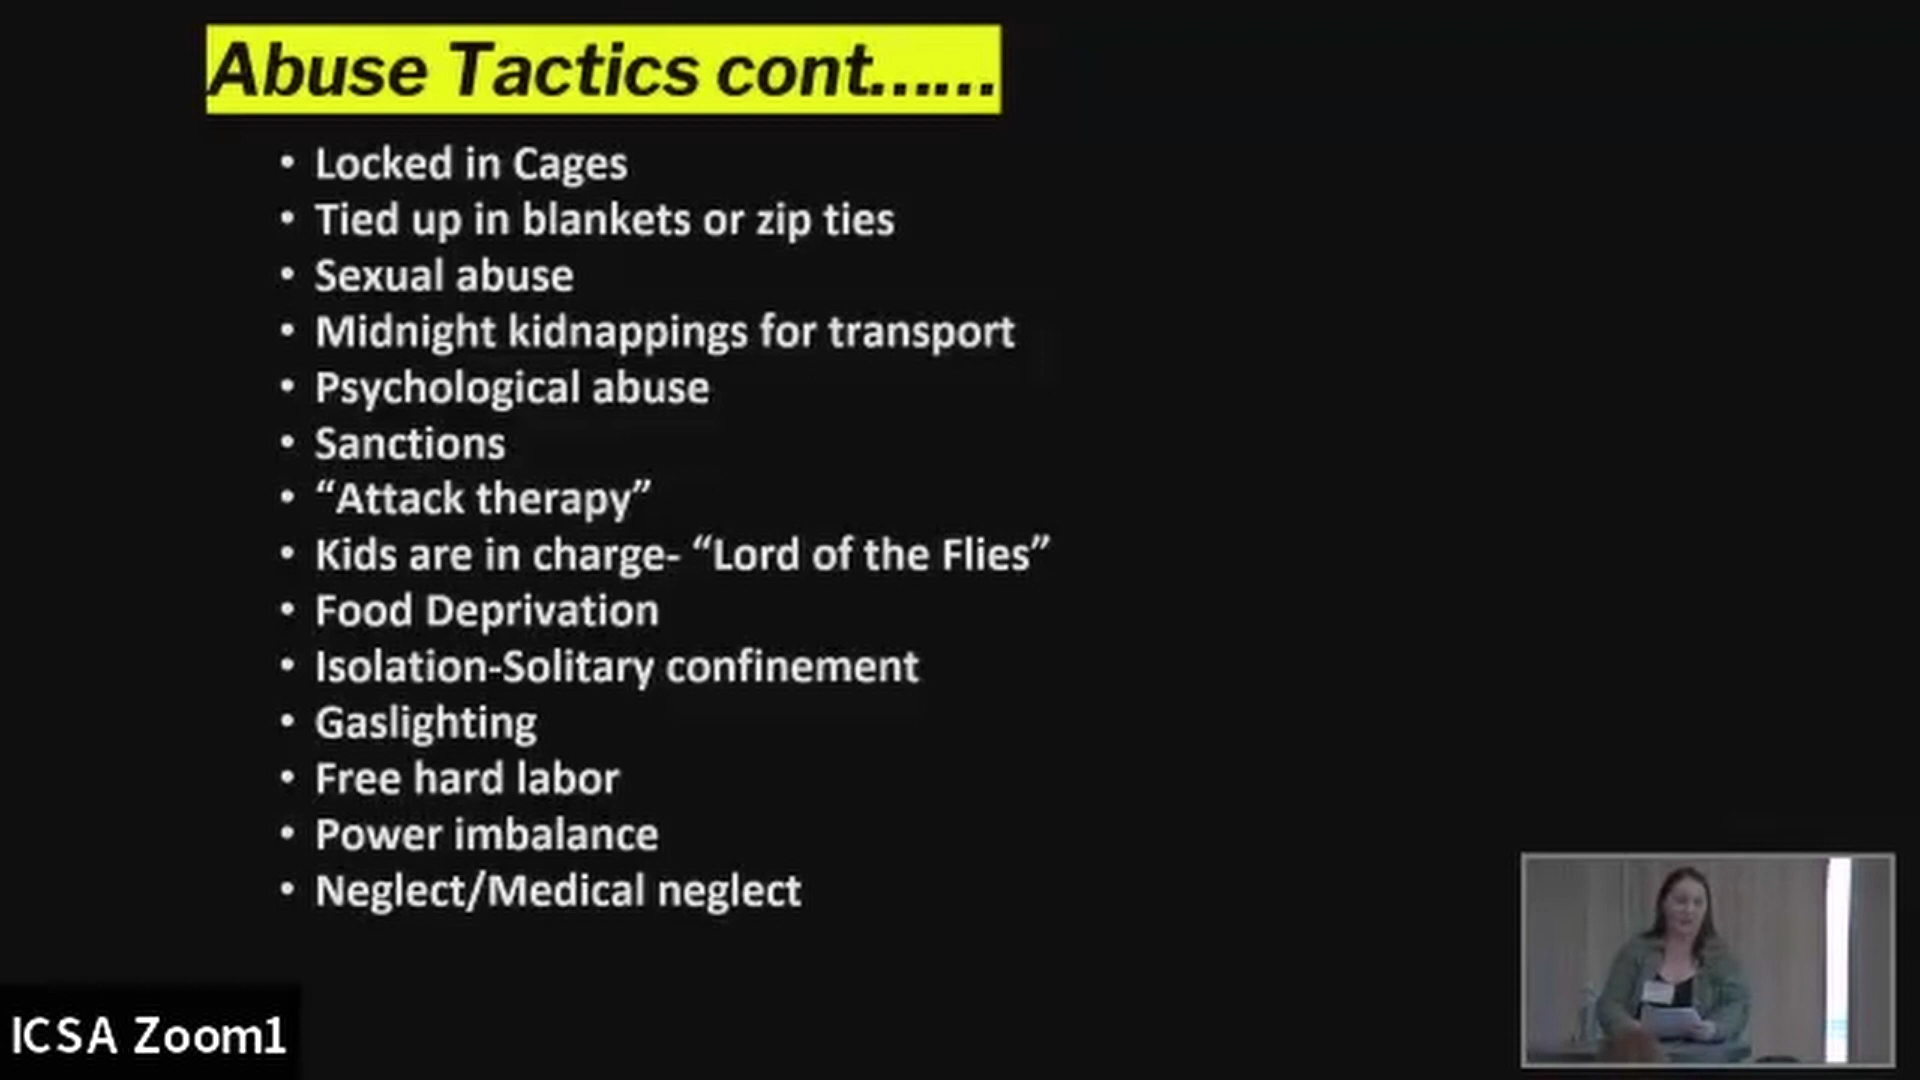 Abuse Tactics cont......
• Locked in Cages
• Tied up in blankets or zip ties
• Sexual abuse
• Midnight kidnappings for transport
• Psychological abuse
• Sanctions
• “Attack therapy”
• Kids are in charge- “Lord of the Flies”
• Food Deprivation
• Isolation-Solitary confinement
• Gaslighting
• Free hard labor
• Power imbalance
• Neglect/Medical neglect
ICSA Zoom1